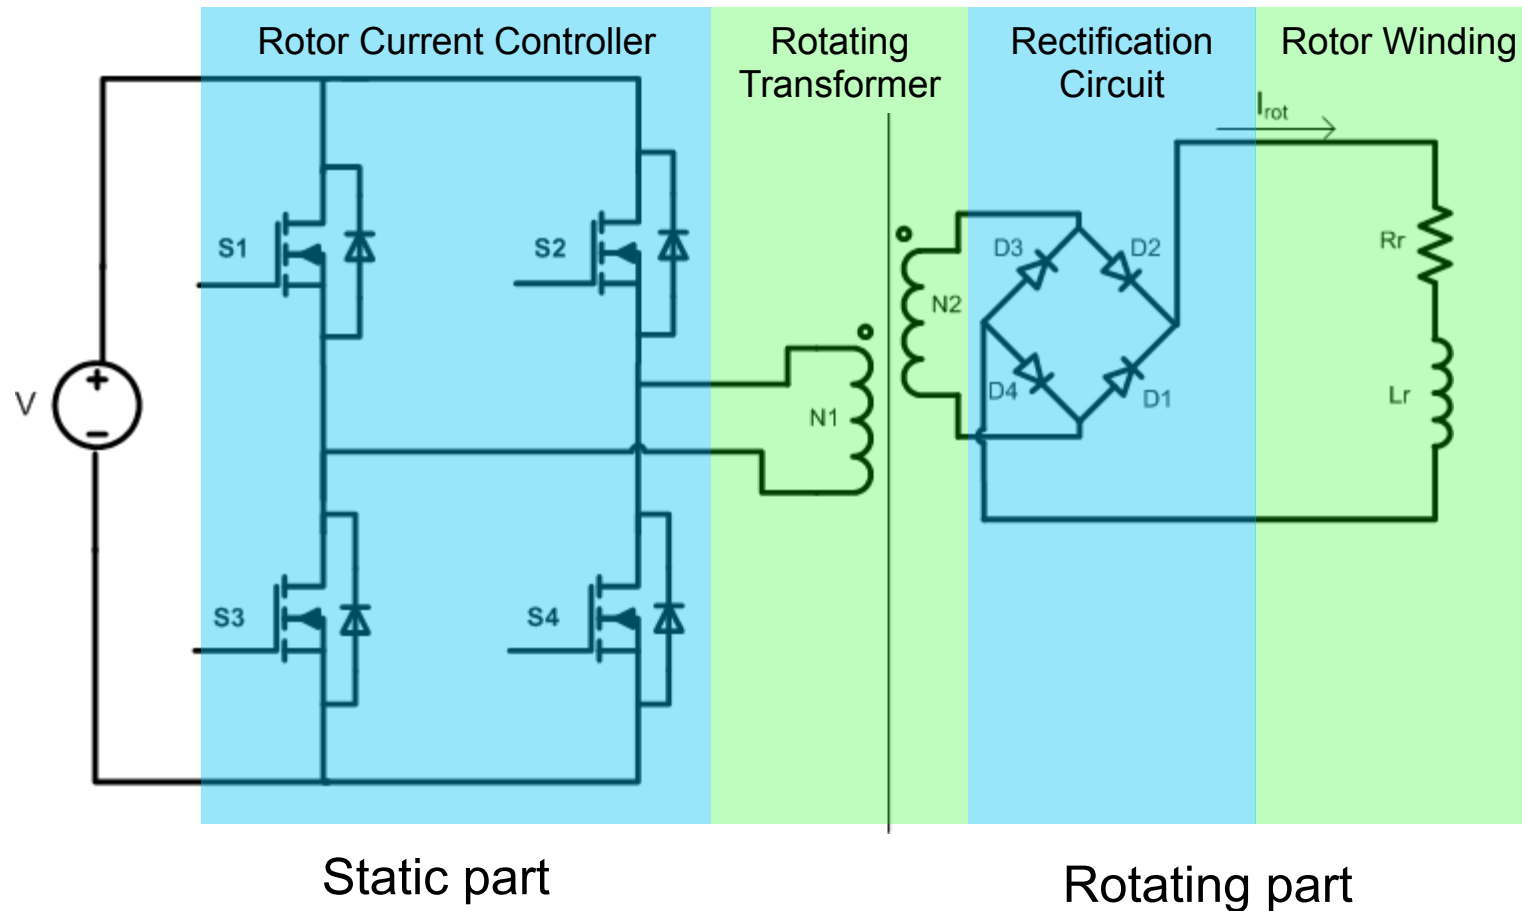 Rotor Current Controller
Rotating
Transformer
Rectification
Circuit
Rotor Winding
Irot
S1
S2
D3
D2
Rr
N2
+
V
N1
D4
D1
Lr
S3
S4
Static part
Rotating part